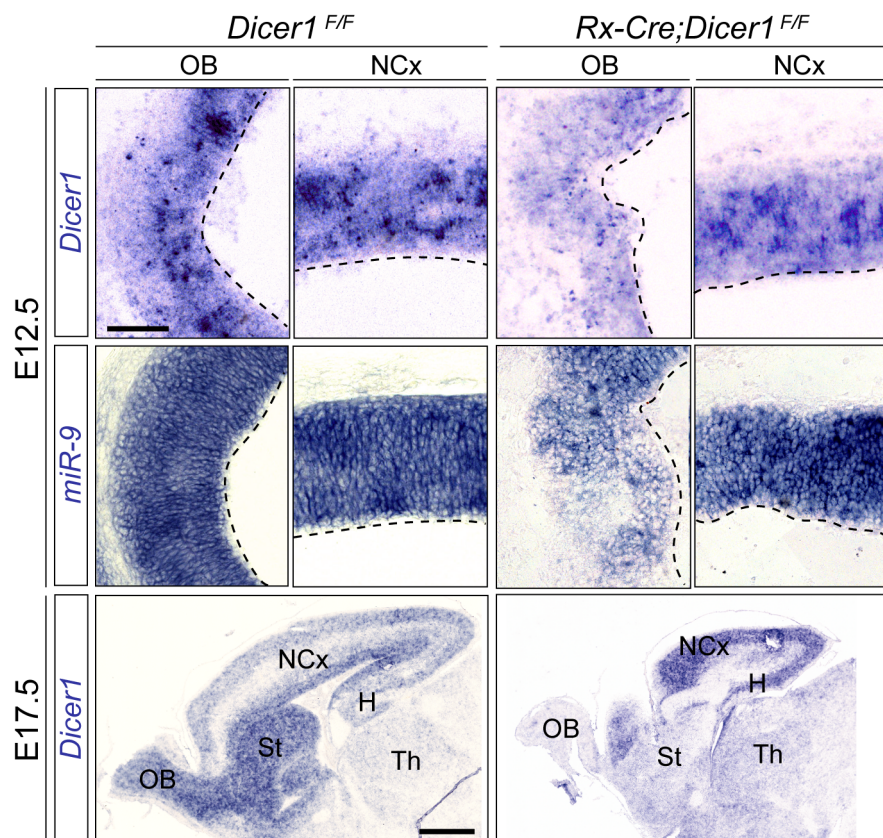 Dicer1 F/F
Rx-Cre;Dicer1 F/F
OB
NCx
OB
NCx
E12.5
Dicer1
miR-9
E17.5
Dicer1
NCx
H
St
OB
Th
NCx
H
OB
St
Th